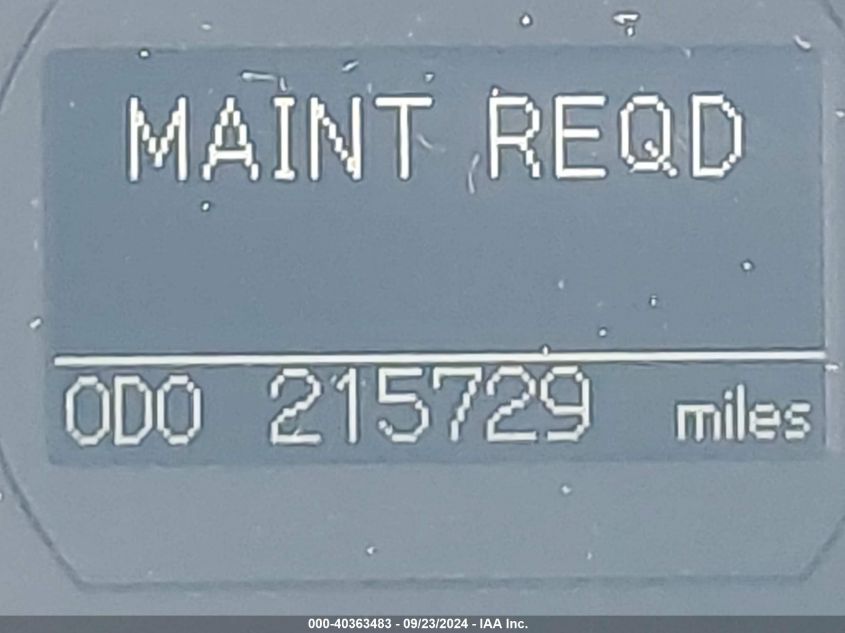 MAINT REQD
ODO 215729 miles
000-40363483 - 09/23/2024 - IAA Inc.